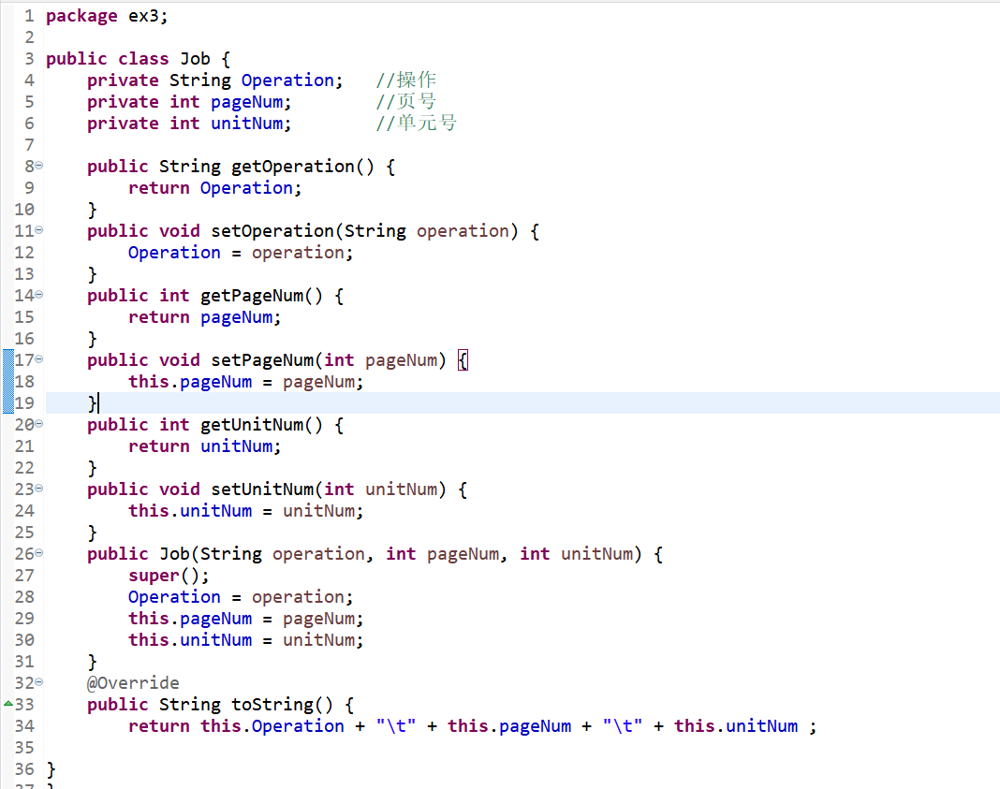 1 package ex3;
2
3 public class Job {
4     private String Operation;   //操作
5     private int pageNum;        //页号
6     private int unitNum;        //单元号
7
8     public String getOperation() {
9         return Operation;
10     }
11     public void setOperation(String operation) {
12         Operation = operation;
13     }
14     public int getPageNum() {
15         return pageNum;
16     }
17     public void setPageNum(int pageNum) {
18         this.pageNum = pageNum;
19     }
20     public int getUnitNum() {
21         return unitNum;
22     }
23     public void setUnitNum(int unitNum) {
24         this.unitNum = unitNum;
25     }
26     public Job(String operation, int pageNum, int unitNum) {
27         super();
28         Operation = operation;
29         this.pageNum = pageNum;
30         this.unitNum = unitNum;
31     }
32     @Override
33     public String toString() {
34         return this.Operation + "\t" + this.pageNum + "\t" + this.unitNum ;
35
36 }
37 }